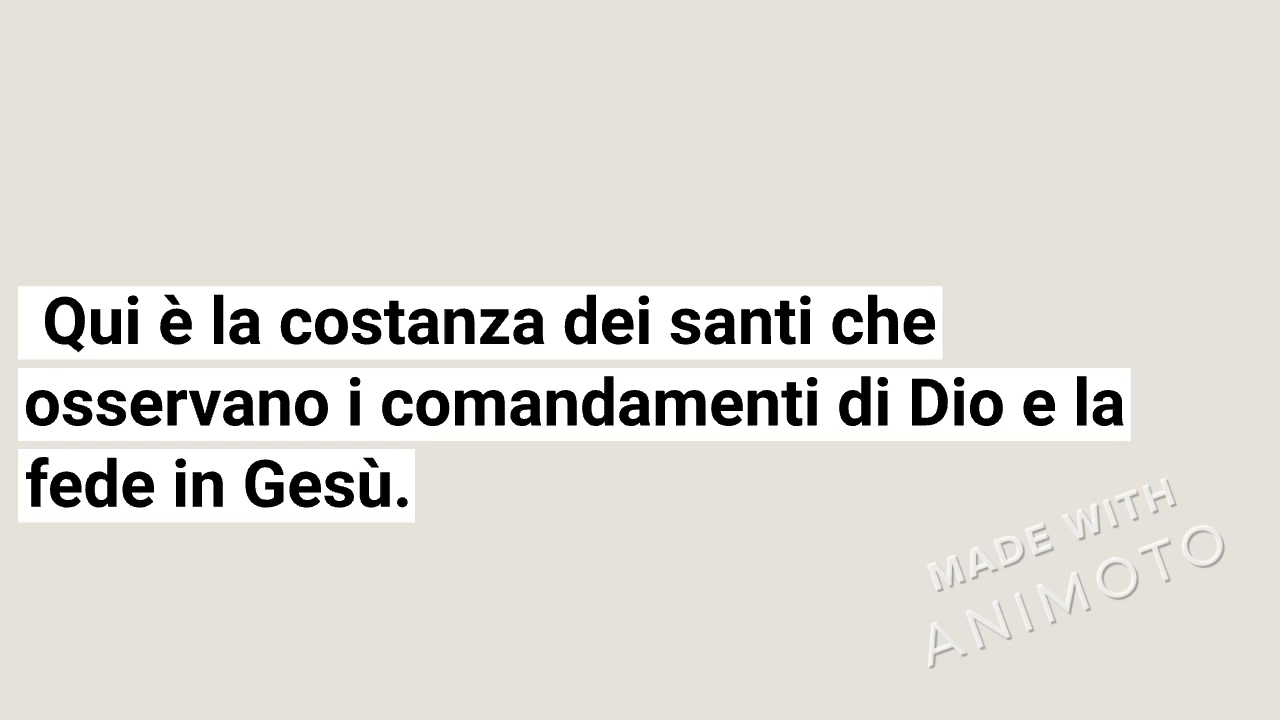 Qui è la costanza dei santi che
osservano i comandamenti di Dio e la
fede in Gesù.
MADE WITH
ANIMOTO